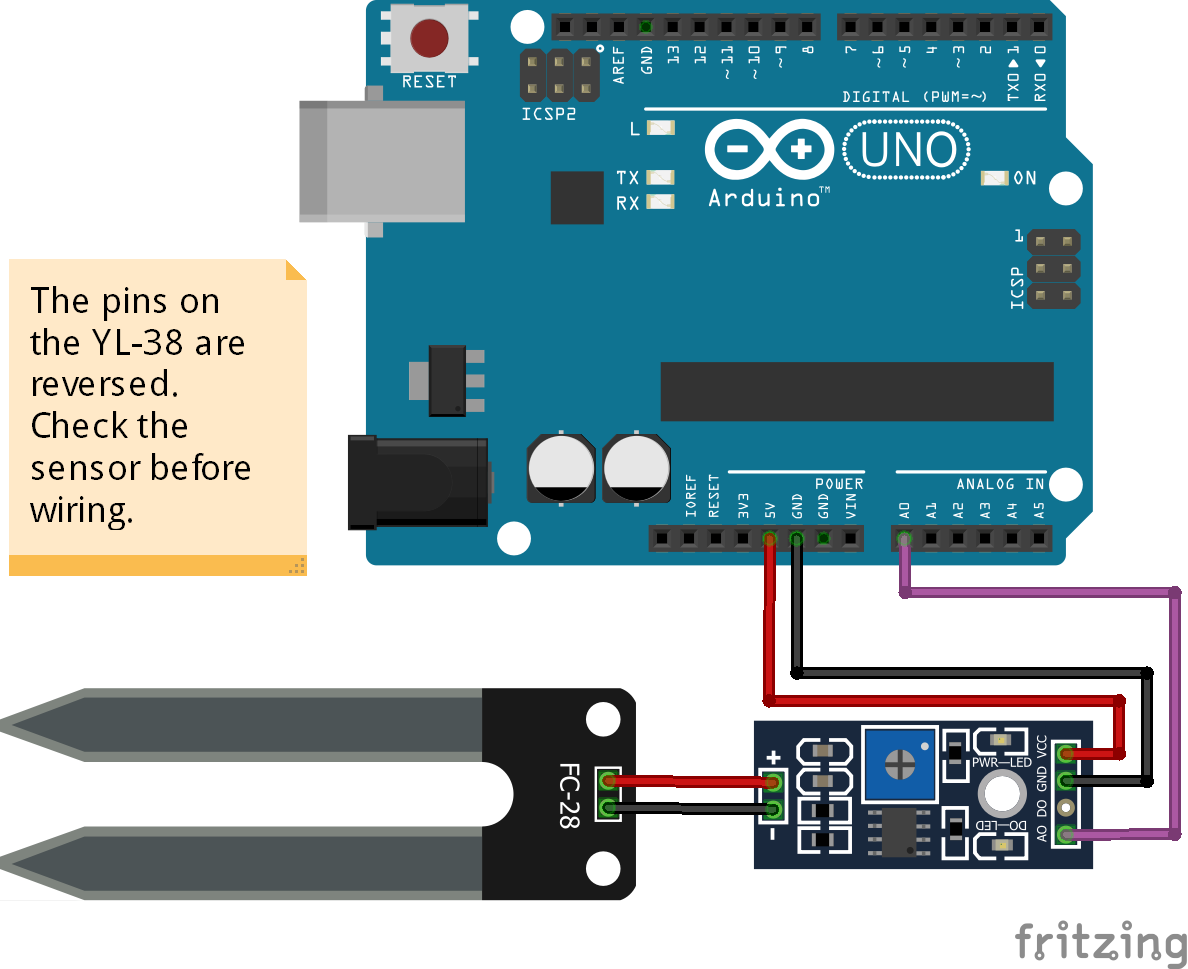 RESET
ICSP2
AREF
GND
13
12
~11
~10
~9
8
7
~6
~5
4
~3
2
TX0▶1
RX0◀0
DIGITAL (PWM=~)
L
TX
RX
Arduino™
UNO
ON
1
ICSP
The pins on
the YL-38 are
reversed.
Check the
sensor before
wiring.
POWER
ANALOG IN
IOREF
RESET
3V3
5V
GND
GND
VIN
A0
A1
A2
A3
A4
A5
FC-28
+
-
PWR-LED
DO-LED
VCC
GND
DO
AO
fritzing